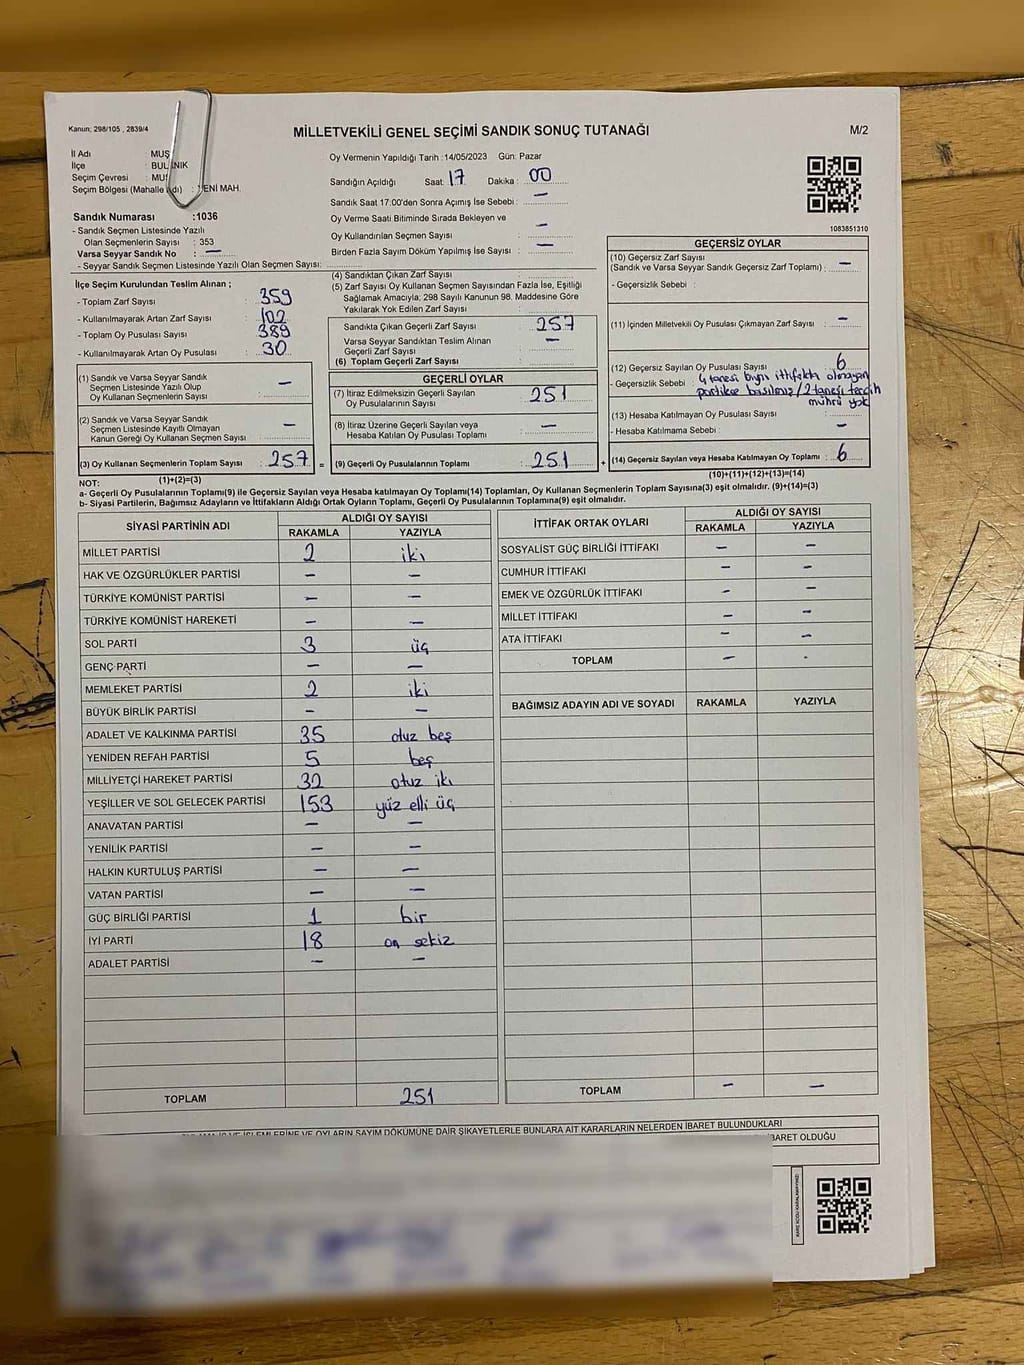 Kanun; 298/105 , 2839/4
MİLLETVEKİLİ GENEL SEÇİMİ SANDIK SONUÇ TUTANAĞI
M/2
İl Adı : MUŞ
İlçe : BULANIK
Seçim Çevresi : MUŞ
Seçim Bölgesi (Mahalle Adı) : YENİ MAH.
Oy Vermenin Yapıldığı Tarih : 14/05/2023 Gün: Pazar
Sandığın Açıldığı Saat: 17 Dakika : 00
Sandık Saat 17:00'den Sonra Açımış İse Sebebi : —
Oy Verme Saati Bitiminde Sırada Bekleyen ve
Oy Kullandırılan Seçmen Sayısı : —
Birden Fazla Sayım Döküm Yapılmış İse Sayısı : —
1083851310
Sandık Numarası :1036
- Sandık Seçmen Listesinde Yazılı
Olan Seçmenlerin Sayısı : 353
Varsa Seyyar Sandık No : —
- Seyyar Sandık Seçmen Listesinde Yazılı Olan Seçmen Sayısı:
İlçe Seçim Kurulundan Teslim Alınan ;
- Toplam Zarf Sayısı : 359
- Kullanılmayarak Artan Zarf Sayısı : 102
- Toplam Oy Pusulası Sayısı : 389
- Kullanılmayarak Artan Oy Pusulası : 30
(1) Sandık ve Varsa Seyyar Sandık
Seçmen Listesinde Yazılı Olup
Oy Kullanan Seçmenlerin Sayısı : —
(2) Sandık ve Varsa Seyyar Sandık
Seçmen Listesinde Kayıtlı Olmayan
Kanun Gereği Oy Kullanan Seçmen Sayısı : —
(3) Oy Kullanan Seçmenlerin Toplam Sayısı : 257 =
(1)+(2)=(3)
(4) Sandıktan Çıkan Zarf Sayısı :
(5) Zarf Sayısı Oy Kullanan Seçmen Sayısından Fazla İse, Eşitliği
Sağlamak Amacıyla; 298 Sayılı Kanunun 98. Maddesine Göre
Yakılarak Yok Edilen Zarf Sayısı :
Sandıkta Çıkan Geçerli Zarf Sayısı : 257
Varsa Seyyar Sandıktan Teslim Alınan
Geçerli Zarf Sayısı : —
(6) Toplam Geçerli Zarf Sayısı :
GEÇERLİ OYLAR
(7) İtiraz Edilmeksizin Geçerli Sayılan
Oy Pusulalarının Sayısı : 251
(8) İtiraz Üzerine Geçerli Sayılan veya
Hesaba Katılan Oy Pusulası Toplamı : —
(9) Geçerli Oy Pusulalarının Toplamı : 251 +
GEÇERSİZ OYLAR
(10) Geçersiz Zarf Sayısı
(Sandık ve Varsa Seyyar Sandık Geçersiz Zarf Toplamı) : —
- Geçersizlik Sebebi :
(11) İçinden Milletvekili Oy Pusulası Çıkmayan Zarf Sayısı : —
(12) Geçersiz Sayılan Oy Pusulası Sayısı : 6
- Geçersizlik Sebebi : 4 tanesi ittifakta olmayan
partilere basılmış / 2 tanesi tercih
mührü yok
(13) Hesaba Katılmayan Oy Pusulası Sayısı : —
- Hesaba Katılmama Sebebi :
(14) Geçersiz Sayılan veya Hesaba Katılmayan Oy Toplamı : 6
(10)+(11)+(12)+(13)=(14)
NOT:
a- Geçerli Oy Pusulalarının Toplamı(9) ile Geçersiz Sayılan veya Hesaba katılmayan Oy Toplamı(14) Toplamları, Oy Kullanan Seçmenlerin Toplam Sayısına(3) eşit olmalıdır. (9)+(14)=(3)
b- Siyasi Partilerin, Bağımsız Adayların ve İttifakların Aldığı Ortak Oyların Toplamı, Geçerli Oy Pusulalarının Toplamına(9) eşit olmalıdır.
SİYASİ PARTİNİN ADI ALDIĞI OY SAYISI
RAKAMLA YAZIYLA
MİLLET PARTİSİ 2 iki
HAK VE ÖZGÜRLÜKLER PARTİSİ — —
TÜRKİYE KOMÜNİST PARTİSİ — —
TÜRKİYE KOMÜNİST HAREKETİ — —
SOL PARTİ 3 üç
GENÇ PARTİ — —
MEMLEKET PARTİSİ 2 iki
BÜYÜK BİRLİK PARTİSİ — —
ADALET VE KALKINMA PARTİSİ 35 otuz beş
YENİDEN REFAH PARTİSİ 5 beş
MİLLİYETÇİ HAREKET PARTİSİ 32 otuz iki
YEŞİLLER VE SOL GELECEK PARTİSİ 153 yüz elli üç
ANAVATAN PARTİSİ — —
YENİLİK PARTİSİ — —
HALKIN KURTULUŞ PARTİSİ — —
VATAN PARTİSİ — —
GÜÇ BİRLİĞİ PARTİSİ 1 bir
İYİ PARTİ 18 on sekiz
ADALET PARTİSİ — —
TOPLAM 251
İTTİFAK ORTAK OYLARI ALDIĞI OY SAYISI
RAKAMLA YAZIYLA
SOSYALİST GÜÇ BİRLİĞİ İTTİFAKI — —
CUMHUR İTTİFAKI — —
EMEK VE ÖZGÜRLÜK İTTİFAKI — —
MİLLET İTTİFAKI — —
ATA İTTİFAKI — —
TOPLAM — -
BAĞIMSIZ ADAYIN ADI VE SOYADI RAKAMLA YAZIYLA
TOPLAM — —
İŞLEMLERİNE VE OYLARIN SAYIM DÖKÜMÜNE DAİR ŞİKAYETLERLE BUNLARA AİT KARARLARIN NELERDEN İBARET BULUNDUKLARI
İBARET OLDUĞU